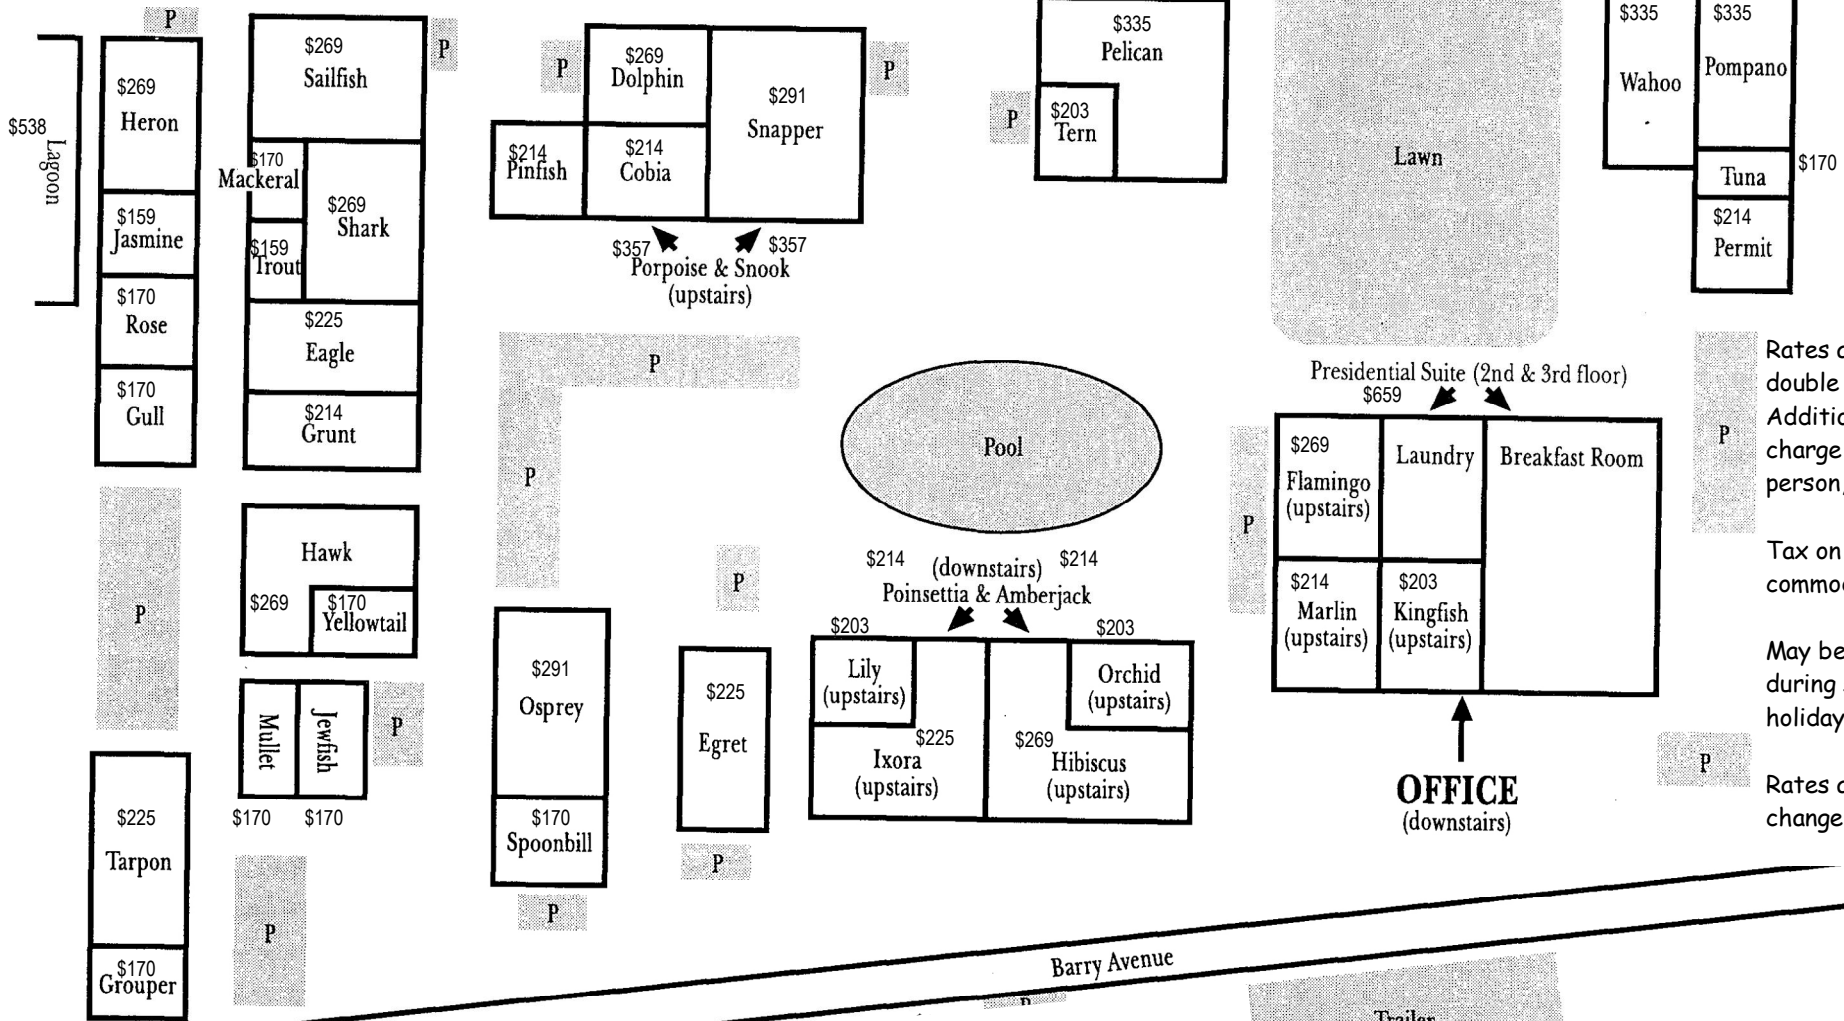 P
$538
Lagoon
$269
Heron
$159
Jasmine
$170
Rose
$170
Gull
P
$225
Tarpon
$170
Grouper
$269
Sailfish
P
$170
Mackeral
$269
Shark
$159
Trout
$225
Eagle
$214
Grunt
Hawk
$269
$170
Yellowtail
Mullet
Jewfish
P
$170
$170
P
P
$269
Dolphin
$291
Snapper
P
$214
Pinfish
$214
Cobia
$357
$357
Porpoise & Snook
(upstairs)
P
P
$291
Osprey
$170
Spoonbill
P
P
$225
Egret
P
$335
Pelican
P
$203
Tern
Lawn
Pool
$214
(downstairs)
$214
Poinsettia & Amberjack
$203
$203
Lily
(upstairs)
Orchid
(upstairs)
$225
Ixora
(upstairs)
$269
Hibiscus
(upstairs)
$335
Wahoo
$335
Pompano
Tuna
$170
$214
Permit
Presidential Suite (2nd & 3rd floor)
$659
P
$269
Flamingo
(upstairs)
Laundry
Breakfast Room
$214
Marlin
(upstairs)
$203
Kingfish
(upstairs)
OFFICE
(downstairs)
P
P
Rates
double
charge
person,
Tax on
May be
during
holiday
Rates
change
Barry Avenue
Trailer